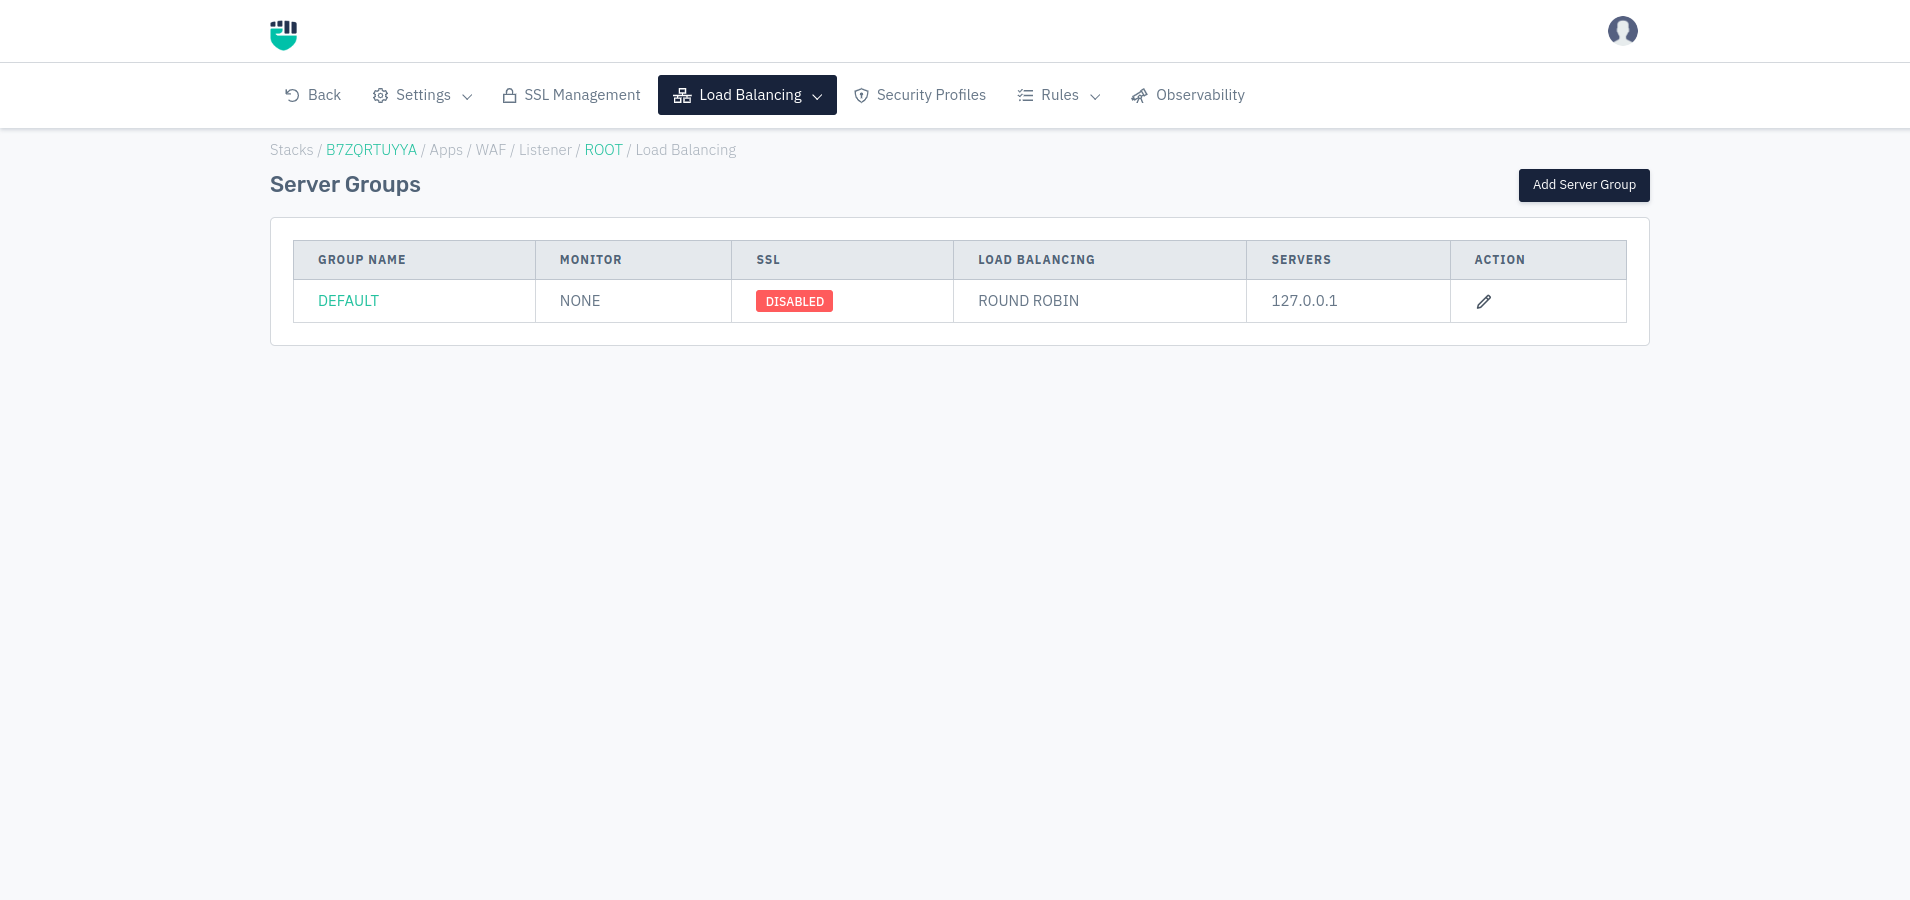 Back Settings SSL Management Load Balancing Security Profiles Rules Observability
Stacks / B7ZQRTUYYA / Apps / WAF / Listener / ROOT / Load Balancing
Server Groups
Add Server Group
GROUP NAME MONITOR SSL LOAD BALANCING SERVERS ACTION
DEFAULT NONE DISABLED ROUND ROBIN 127.0.0.1